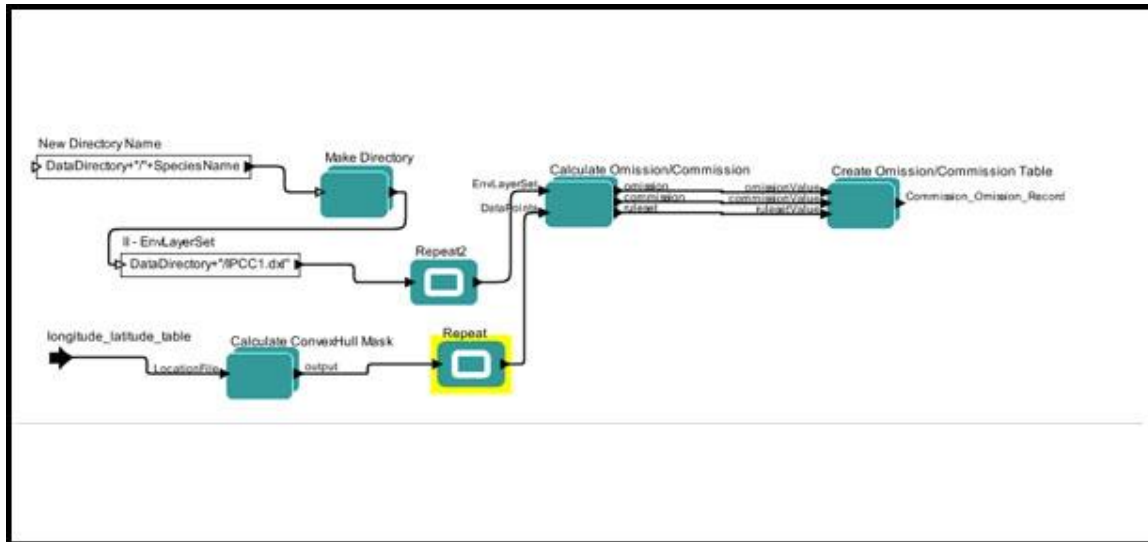 New Directory Name
DataDirectory+"/"+SpeciesName
Make Directory
II - EnvLayerSet
DataDirectory+"/IPCC1.dxl"
Repeat2
longitude_latitude_table
LocationFile
Calculate ConvexHull Mask
output
Repeat
Calculate Omission/Commission
EnvLayerSet
DataPoints
omission
commission
ruleset
Create Omission/Commission Table
omissionValue
commissionValue
rulesetValue
Commission_Omission_Record